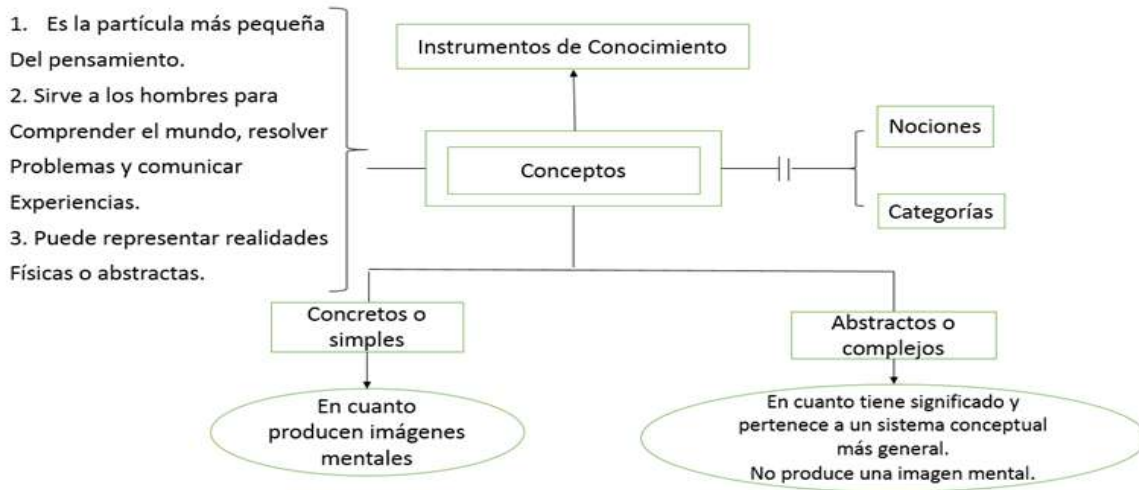 1. Es la partícula más pequeña
Del pensamiento.
2. Sirve a los hombres para
Comprender el mundo, resolver
Problemas y comunicar
Experiencias.
3. Puede representar realidades
Físicas o abstractas.
Instrumentos de Conocimiento
Conceptos
Nociones
Categorías
Concretos o
simples
En cuanto
producen imágenes
mentales
Abstractos o
complejos
En cuanto tiene significado y
pertenece a un sistema conceptual
más general.
No produce una imagen mental.